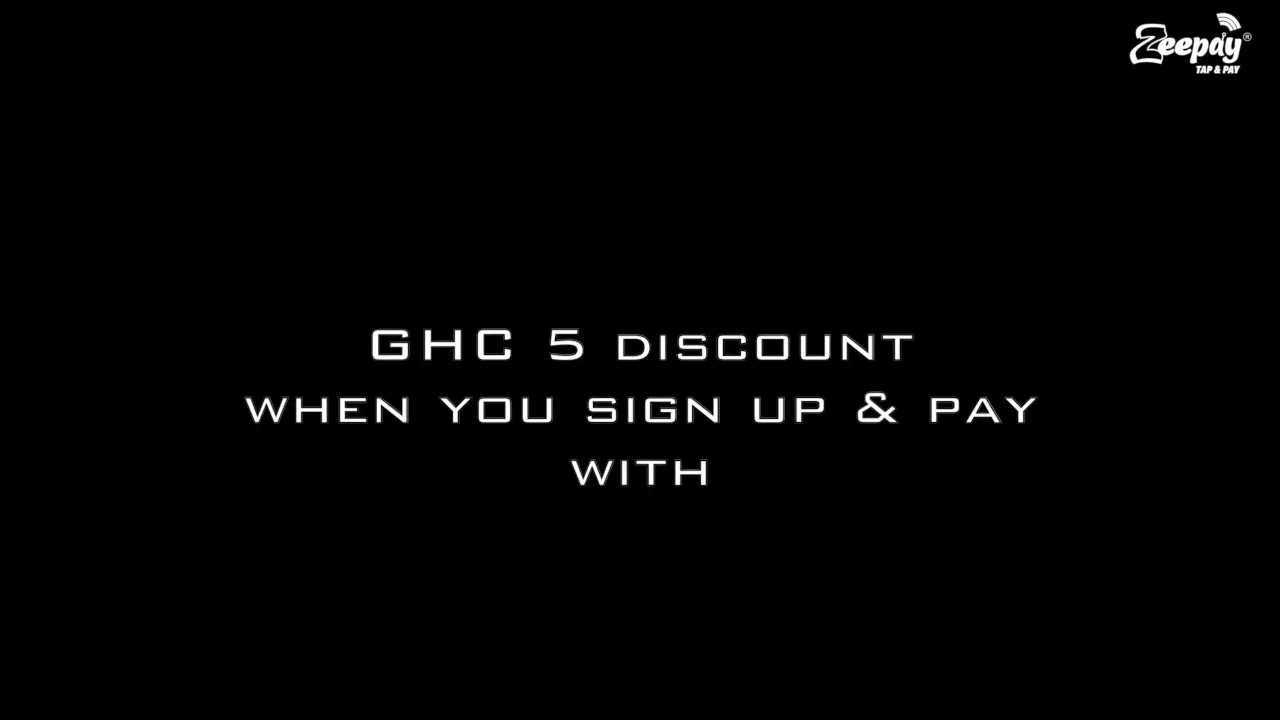 Zeepay®
TAP & PAY
GHC 5 DISCOUNT
WHEN YOU SIGN UP & PAY
WITH